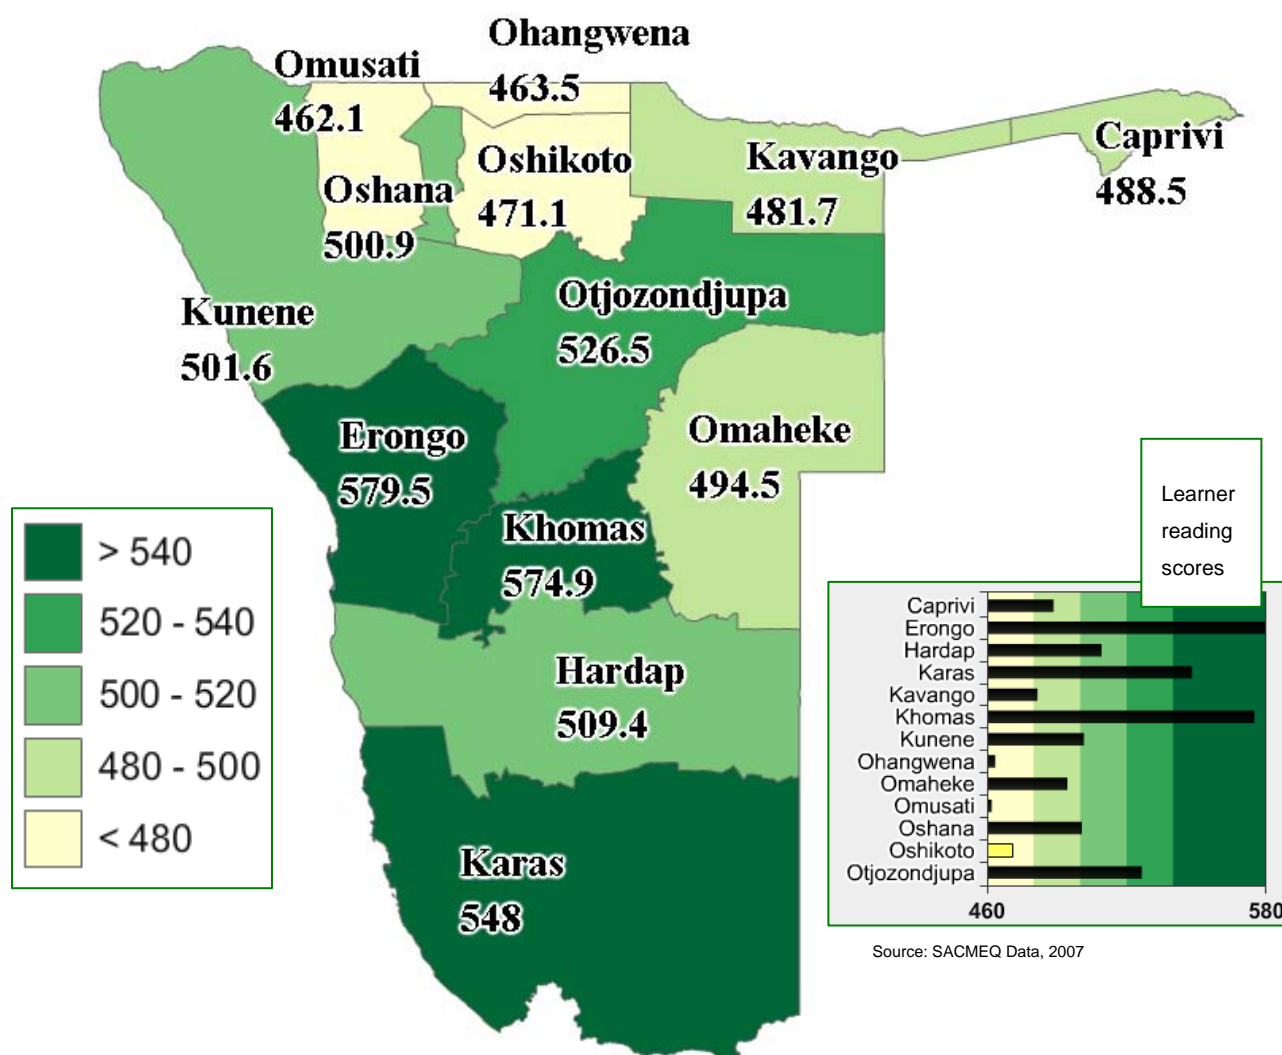 Ohangwena
463.5
Omusati
462.1
Oshikoto
471.1
Kavango
481.7
Caprivi
488.5
Oshana
500.9
Kunene
501.6
Otjozondjupa
526.5
Erongo
579.5
Omaheke
494.5
Khomas
574.9
Hardap
509.4
Karas
548
> 540
520 - 540
500 - 520
480 - 500
< 480
Learner
reading
scores
Caprivi
Erongo
Hardap
Karas
Kavango
Khomas
Kunene
Ohangwena
Omaheke
Omusati
Oshana
Oshikoto
Otjozondjupa
460 580
Source: SACMEQ Data, 2007